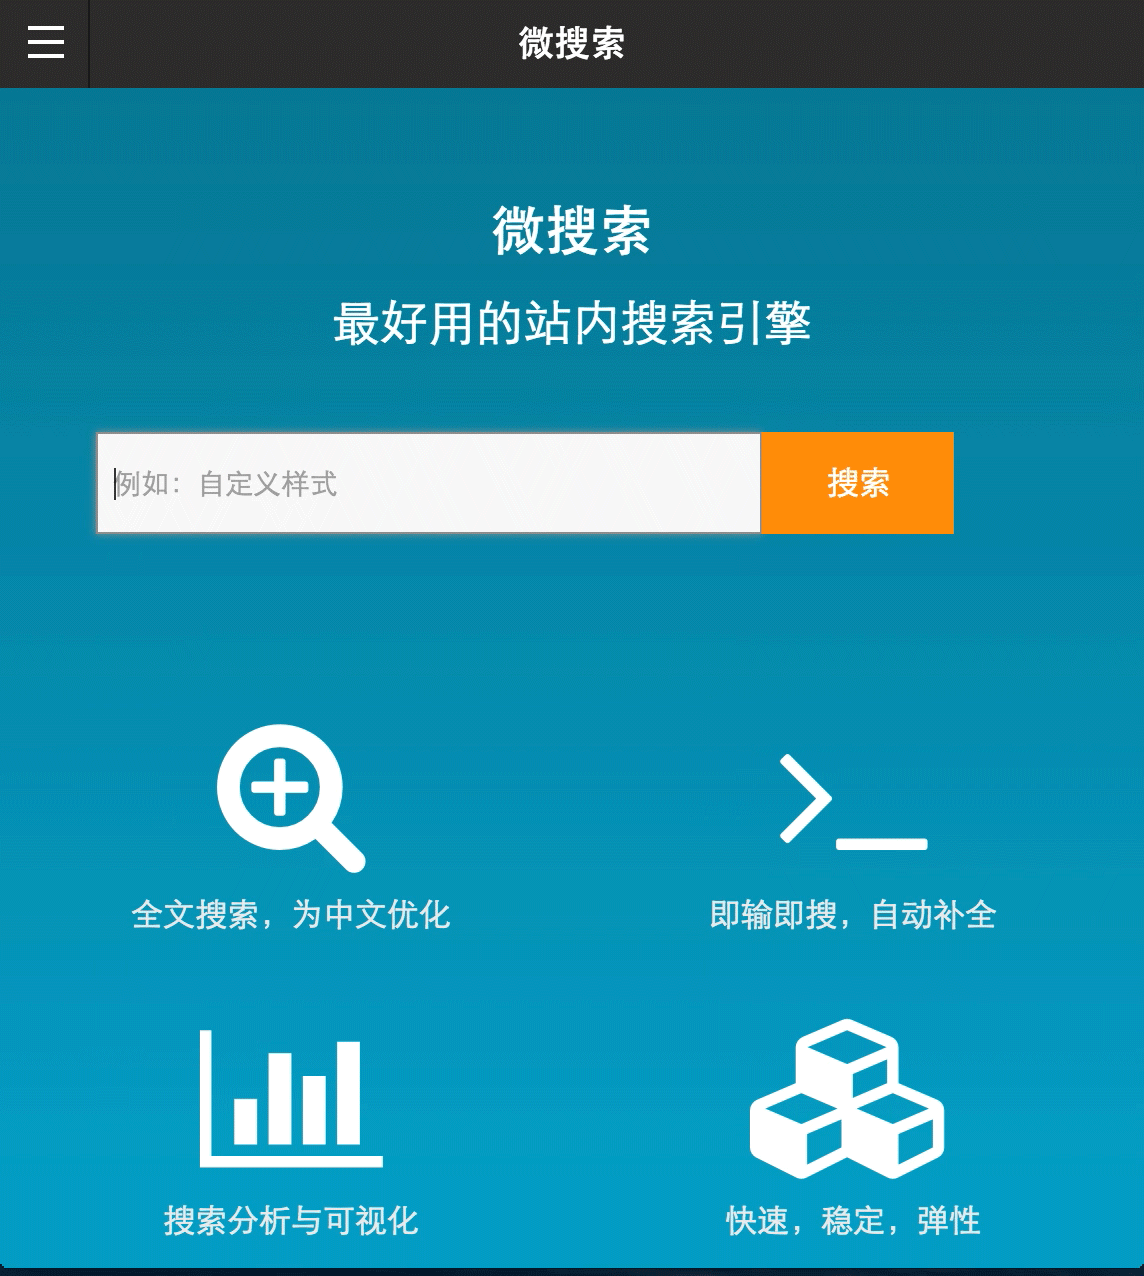 微搜索
微搜索
最好用的站内搜索引擎
例如：自定义样式
搜索
全文搜索，为中文优化
即输即搜，自动补全
搜索分析与可视化
快速，稳定，弹性